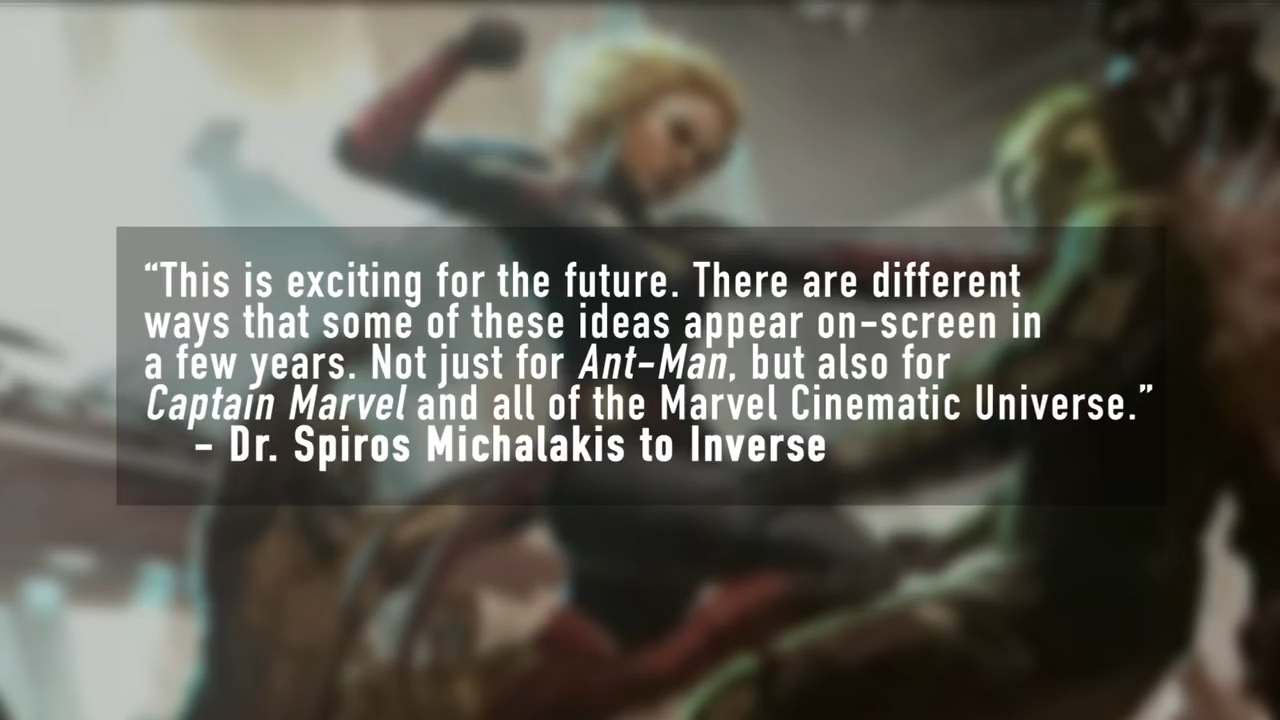 “This is exciting for the future. There are different
ways that some of these ideas appear on-screen in
a few years. Not just for Ant-Man, but also for
Captain Marvel and all of the Marvel Cinematic Universe.”
– Dr. Spiros Michalakis to Inverse